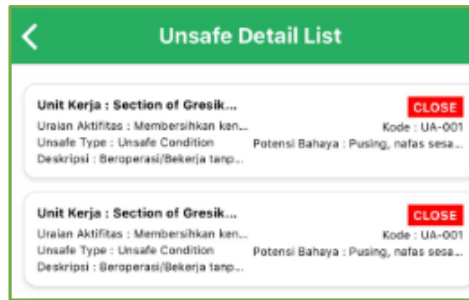 Unsafe Detail List
Unit Kerja : Section of Gresik...
CLOSE
Uraian Aktifitas : Membersihkan ken...
Kode : UA-001
Unsafe Type : Unsafe Condition
Potensi Bahaya : Pusing, nafas sesa...
Deskripsi : Beroperasi/Bekerja tanp...
Unit Kerja : Section of Gresik...
CLOSE
Uraian Aktifitas : Membersihkan ken...
Kode : UA-001
Unsafe Type : Unsafe Condition
Potensi Bahaya : Pusing, nafas sesa...
Deskripsi : Beroperasi/Bekerja tanp...